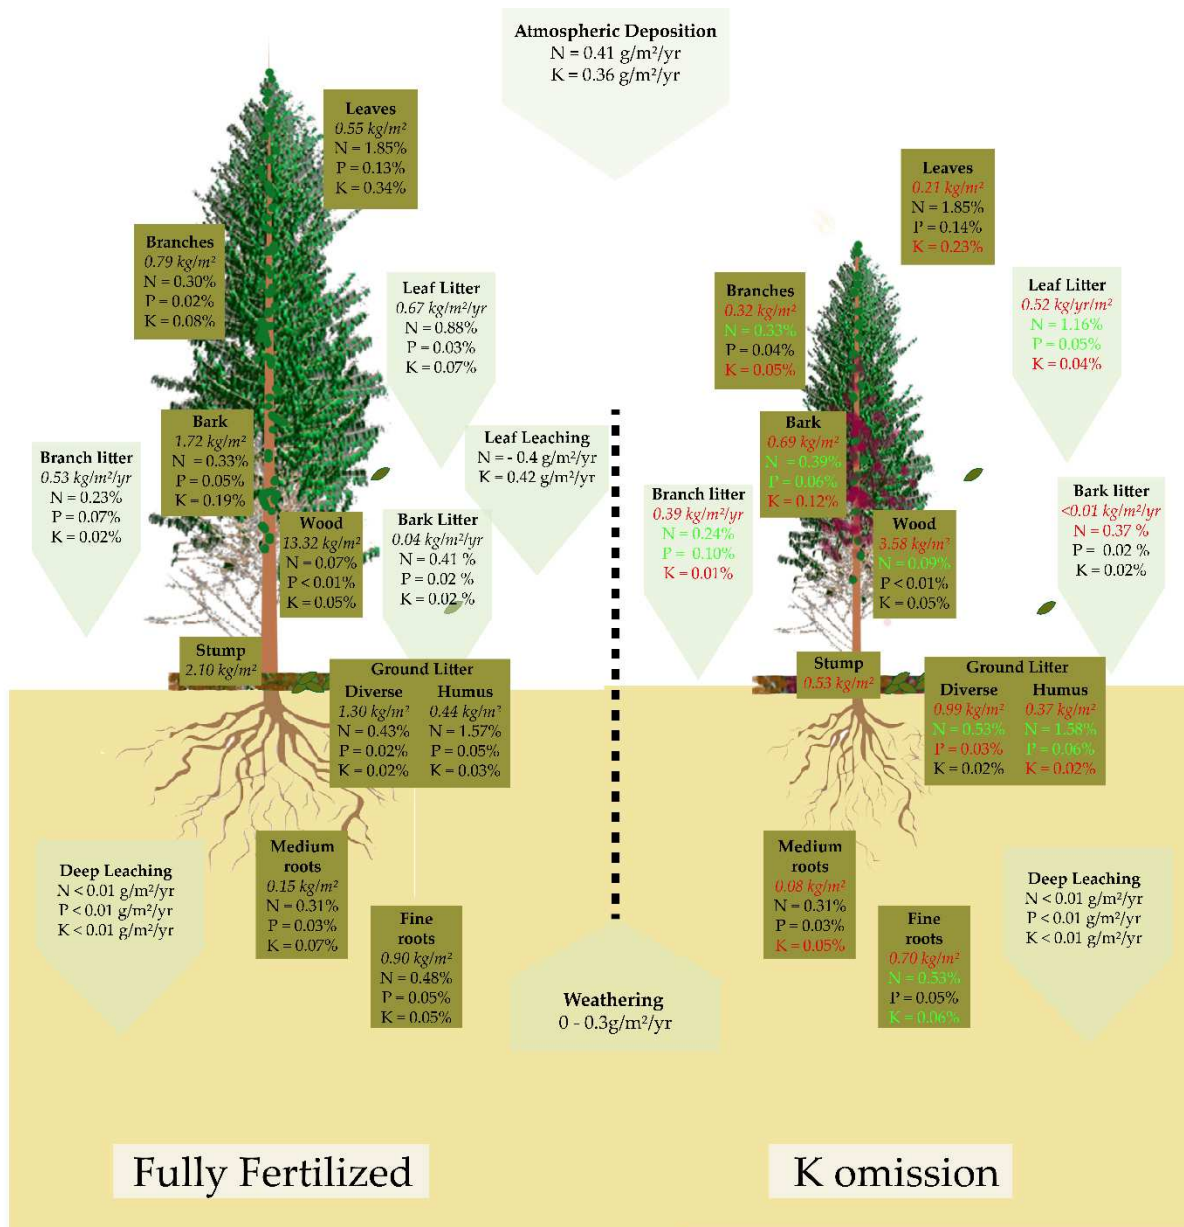 Atmospheric Deposition
N = 0.41 g/m²/yr
K = 0.36 g/m²/yr
Leaves
0.55 kg/m²
N = 1.85%
P = 0.13%
K = 0.34%
Branches
0.79 kg/m²
N = 0.30%
P = 0.02%
K = 0.08%
Leaf Litter
0.67 kg/m²/yr
N = 0.88%
P = 0.03%
K = 0.07%
Bark
1.72 kg/m²
N = 0.33%
P = 0.05%
K = 0.19%
Leaf Leaching
N = - 0.4 g/m²/yr
K = 0.42 g/m²/yr
Branch litter
0.53 kg/m²/yr
N = 0.23%
P = 0.07%
K = 0.02%
Wood
13.32 kg/m²
N = 0.07%
P < 0.01%
K = 0.05%
Bark Litter
0.04 kg/m²/yr
N = 0.41 %
P = 0.02 %
K = 0.02 %
Stump
2.10 kg/m²
Ground Litter
Diverse Humus
1.30 kg/m² 0.44 kg/m²
N = 0.43% N = 1.57%
P = 0.02% P = 0.05%
K = 0.02% K = 0.03%
Medium
roots
0.15 kg/m²
N = 0.31%
P = 0.03%
K = 0.07%
Deep Leaching
N < 0.01 g/m²/yr
P < 0.01 g/m²/yr
K < 0.01 g/m²/yr
Fine
roots
0.90 kg/m²
N = 0.48%
P = 0.05%
K = 0.05%
Weathering
0 - 0.3g/m²/yr
Fully Fertilized
Leaves
0.21 kg/m²
N = 1.85%
P = 0.14%
K = 0.23%
Branches
0.32 kg/m²
N = 0.33%
P = 0.04%
K = 0.05%
Leaf Litter
0.52 kg/yr/m²
N = 1.16%
P = 0.05%
K = 0.04%
Bark
0.69 kg/m²
N = 0.39%
P = 0.06%
K = 0.12%
Branch litter
0.39 kg/m²/yr
N = 0.24%
P = 0.10%
K = 0.01%
Wood
3.58 kg/m²
N = 0.09%
P < 0.01%
K = 0.05%
Bark litter
<0.01 kg/m²/yr
N = 0.37 %
P = 0.02 %
K = 0.02%
Stump
0.53 kg/m²
Ground Litter
Diverse Humus
0.99 kg/m² 0.37 kg/m²
N = 0.53% N = 1.58%
P = 0.03% P = 0.06%
K = 0.02% K = 0.02%
Medium
roots
0.08 kg/m²
N = 0.31%
P = 0.03%
K = 0.05%
Fine
roots
0.70 kg/m²
N = 0.53%
P = 0.05%
K = 0.06%
Deep Leaching
N < 0.01 g/m²/yr
P < 0.01 g/m²/yr
K < 0.01 g/m²/yr
K omission